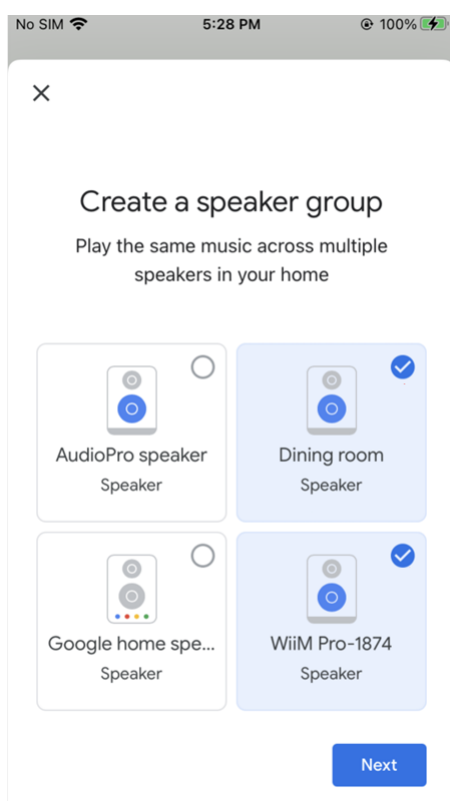 No SIM 5:28 PM 100%
Create a speaker group
Play the same music across multiple
speakers in your home
AudioPro speaker
Speaker
Dining room
Speaker
Google home spe...
Speaker
WiiM Pro-1874
Speaker
Next